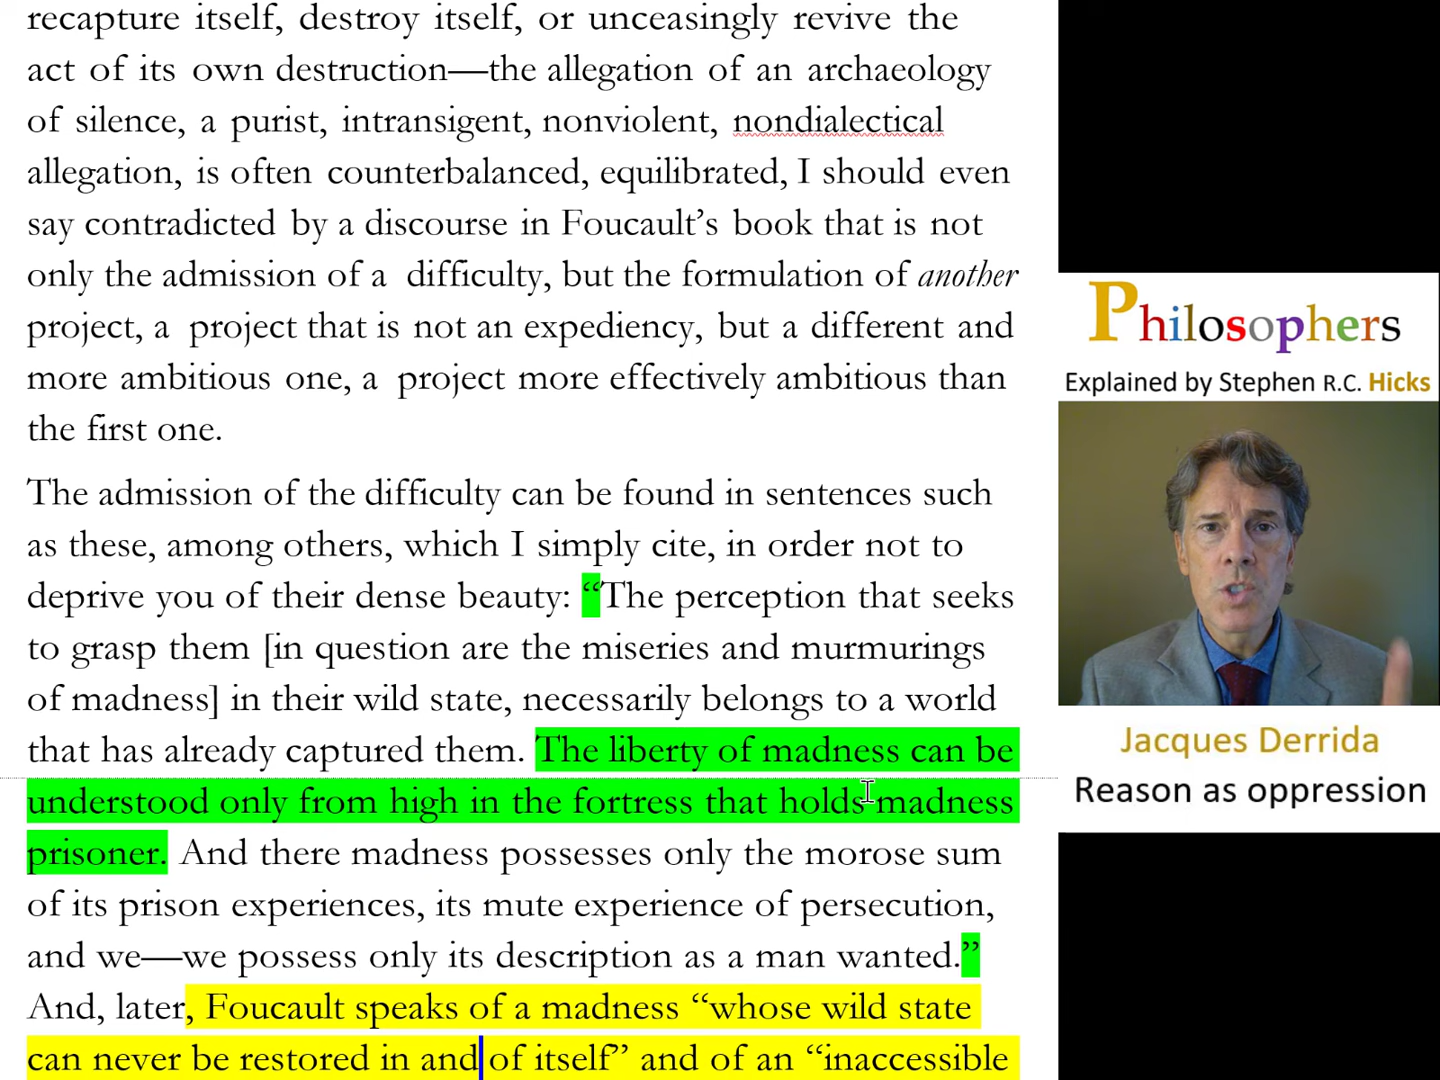 recapture itself, destroy itself, or unceasingly revive the
act of its own destruction—the allegation of an archaeology
of silence, a purist, intransigent, nonviolent, nondialectical
allegation, is often counterbalanced, equilibrated, I should even
say contradicted by a discourse in Foucault’s book that is not
only the admission of a difficulty, but the formulation of another
project, a project that is not an expediency, but a different and
more ambitious one, a project more effectively ambitious than
the first one.
The admission of the difficulty can be found in sentences such
as these, among others, which I simply cite, in order not to
deprive you of their dense beauty: “The perception that seeks
to grasp them [in question are the miseries and murmurings
of madness] in their wild state, necessarily belongs to a world
that has already captured them. The liberty of madness can be
understood only from high in the fortress that holds madness
prisoner. And there madness possesses only the morose sum
of its prison experiences, its mute experience of persecution,
and we—we possess only its description as a man wanted.”
And, later, Foucault speaks of a madness “whose wild state
can never be restored in and of itself” and of an “inaccessible
Philosophers
Explained by Stephen R.C. Hicks
Jacques Derrida
Reason as oppression